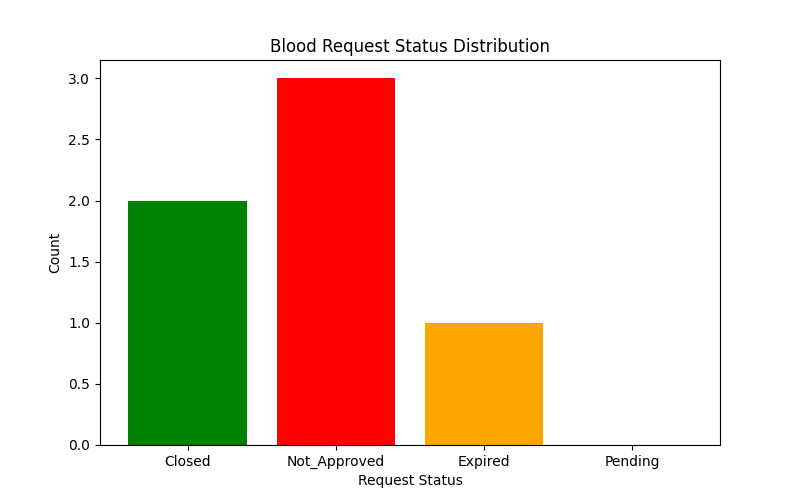 Blood Request Status Distribution
3.0
2.5
2.0
1.5
1.0
0.5
0.0
Count
Closed
Not_Approved
Expired
Pending
Request Status